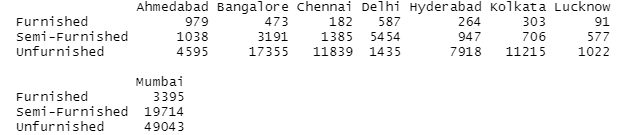 Ahmedabad Bangalore Chennai Delhi Hyderabad Kolkata Lucknow
Furnished 979 473 182 587 264 303 91
Semi-Furnished 1038 3191 1385 5454 947 706 577
Unfurnished 4595 17355 11839 1435 7918 11215 1022
Mumbai
Furnished 3395
Semi-Furnished 19714
Unfurnished 49043